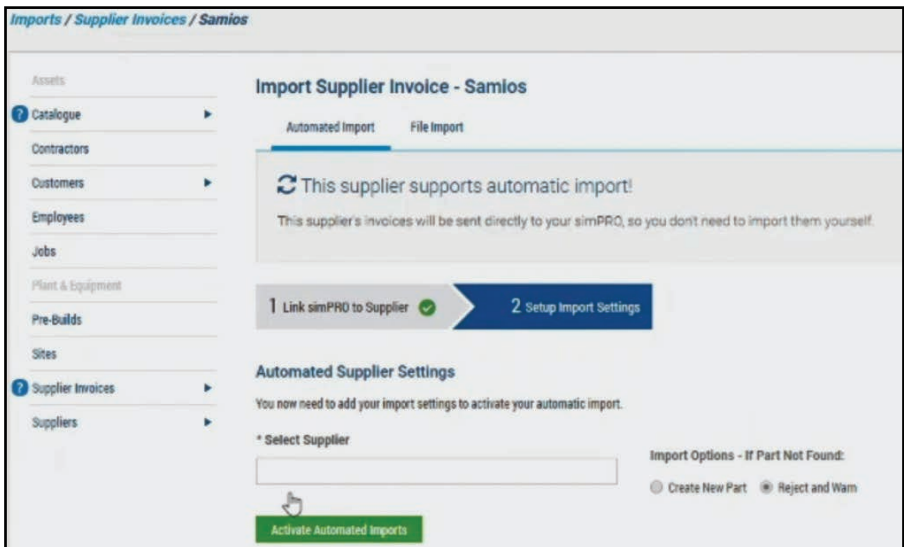 Imports / Supplier Invoices / Samios
Assets
? Catalogue
Contractors
Customers
Employees
Jobs
Plant & Equipment
Pre-Builds
Sites
? Supplier Invoices
Suppliers
Import Supplier Invoice - Samios
Automated Import File Import
This supplier supports automatic import!
This supplier's invoices will be sent directly to your simPRO, so you don't need to import them yourself.
1 Link simPRO to Supplier 2 Setup Import Settings
Automated Supplier Settings
You now need to add your import settings to activate your automatic import.
* Select Supplier
Import Options - If Part Not Found:
Create New Part Reject and Warn
Activate Automated Imports